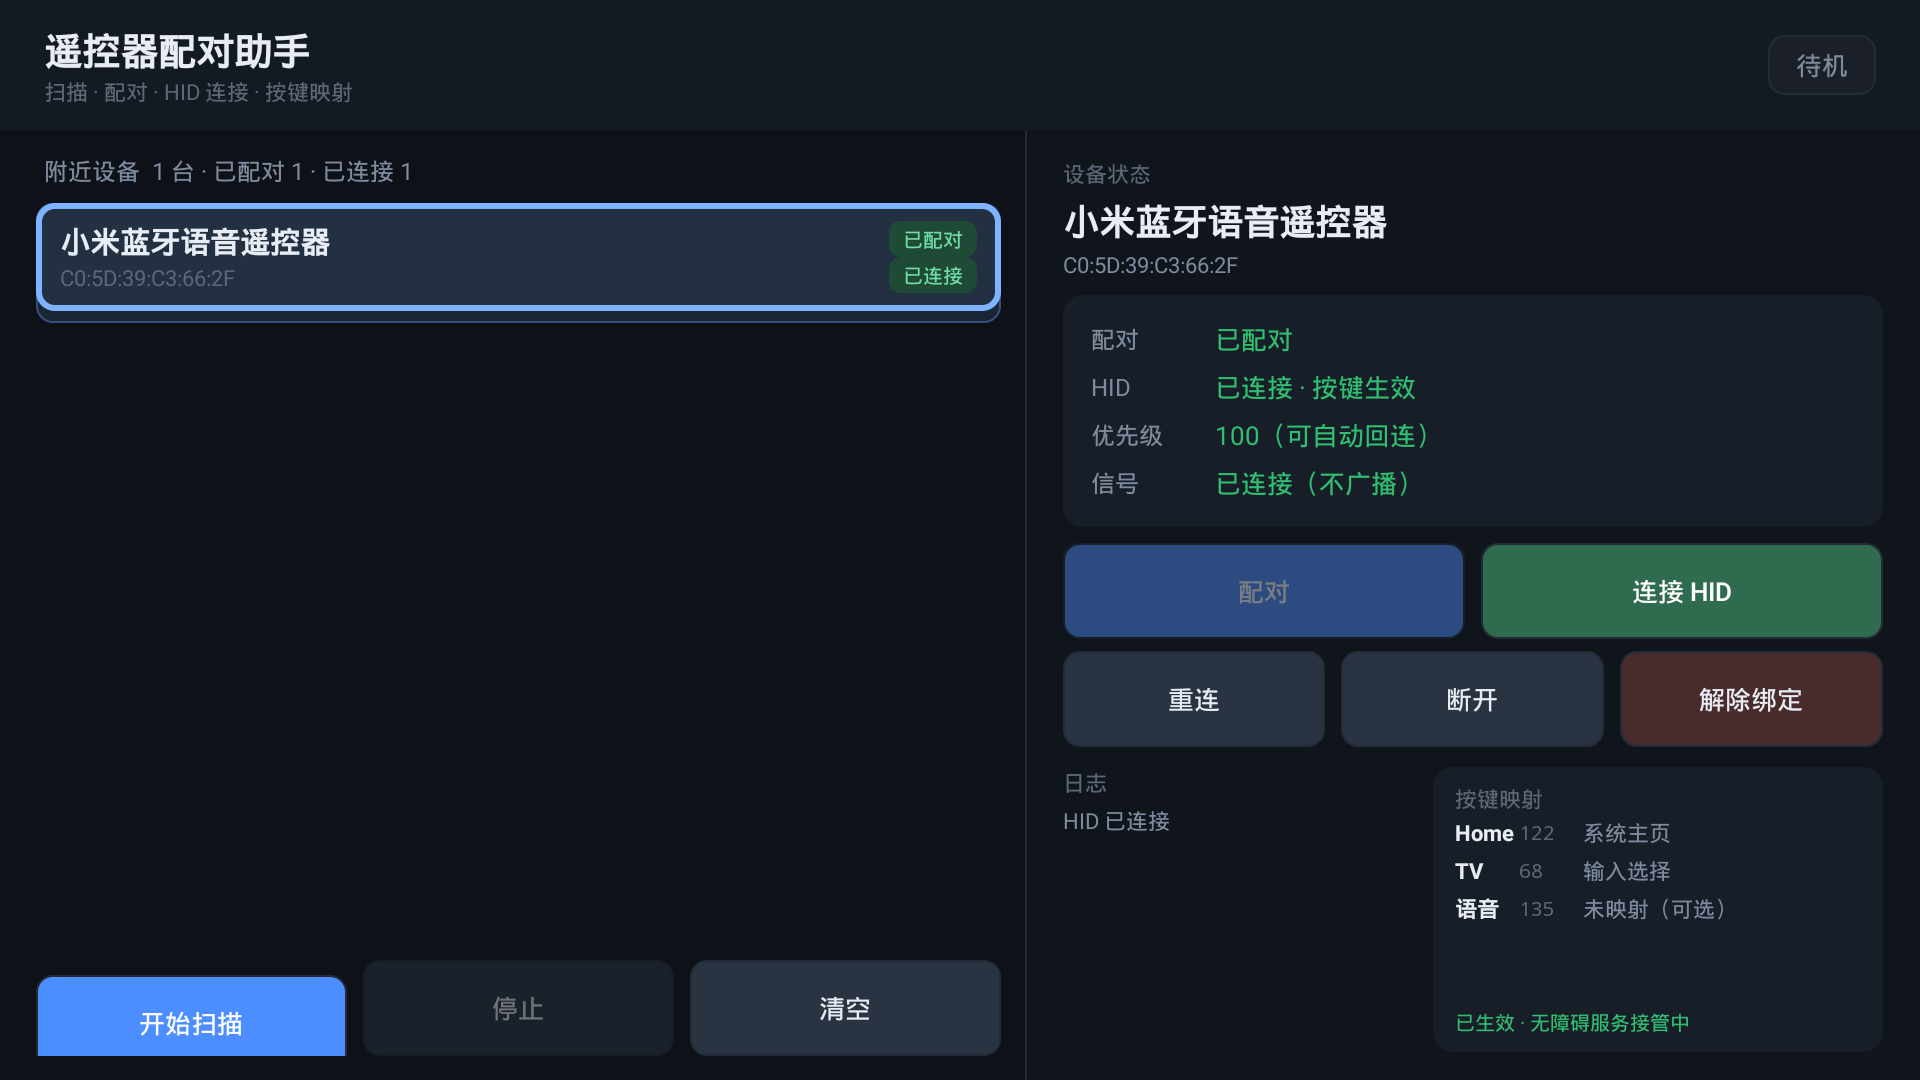 遥控器配对助手
扫描 · 配对 · HID 连接 · 按键映射
待机
附近设备 1 台 · 已配对 1 · 已连接 1
小米蓝牙语音遥控器
C0:5D:39:C3:66:2F
已配对
已连接
开始扫描
停止
清空
设备状态
小米蓝牙语音遥控器
C0:5D:39:C3:66:2F
配对 已配对
HID 已连接 · 按键生效
优先级 100（可自动回连）
信号 已连接（不广播）
配对
连接 HID
重连
断开
解除绑定
日志
HID 已连接
按键映射
Home 122 系统主页
TV 68 输入选择
语音 135 未映射（可选）
已生效 · 无障碍服务接管中